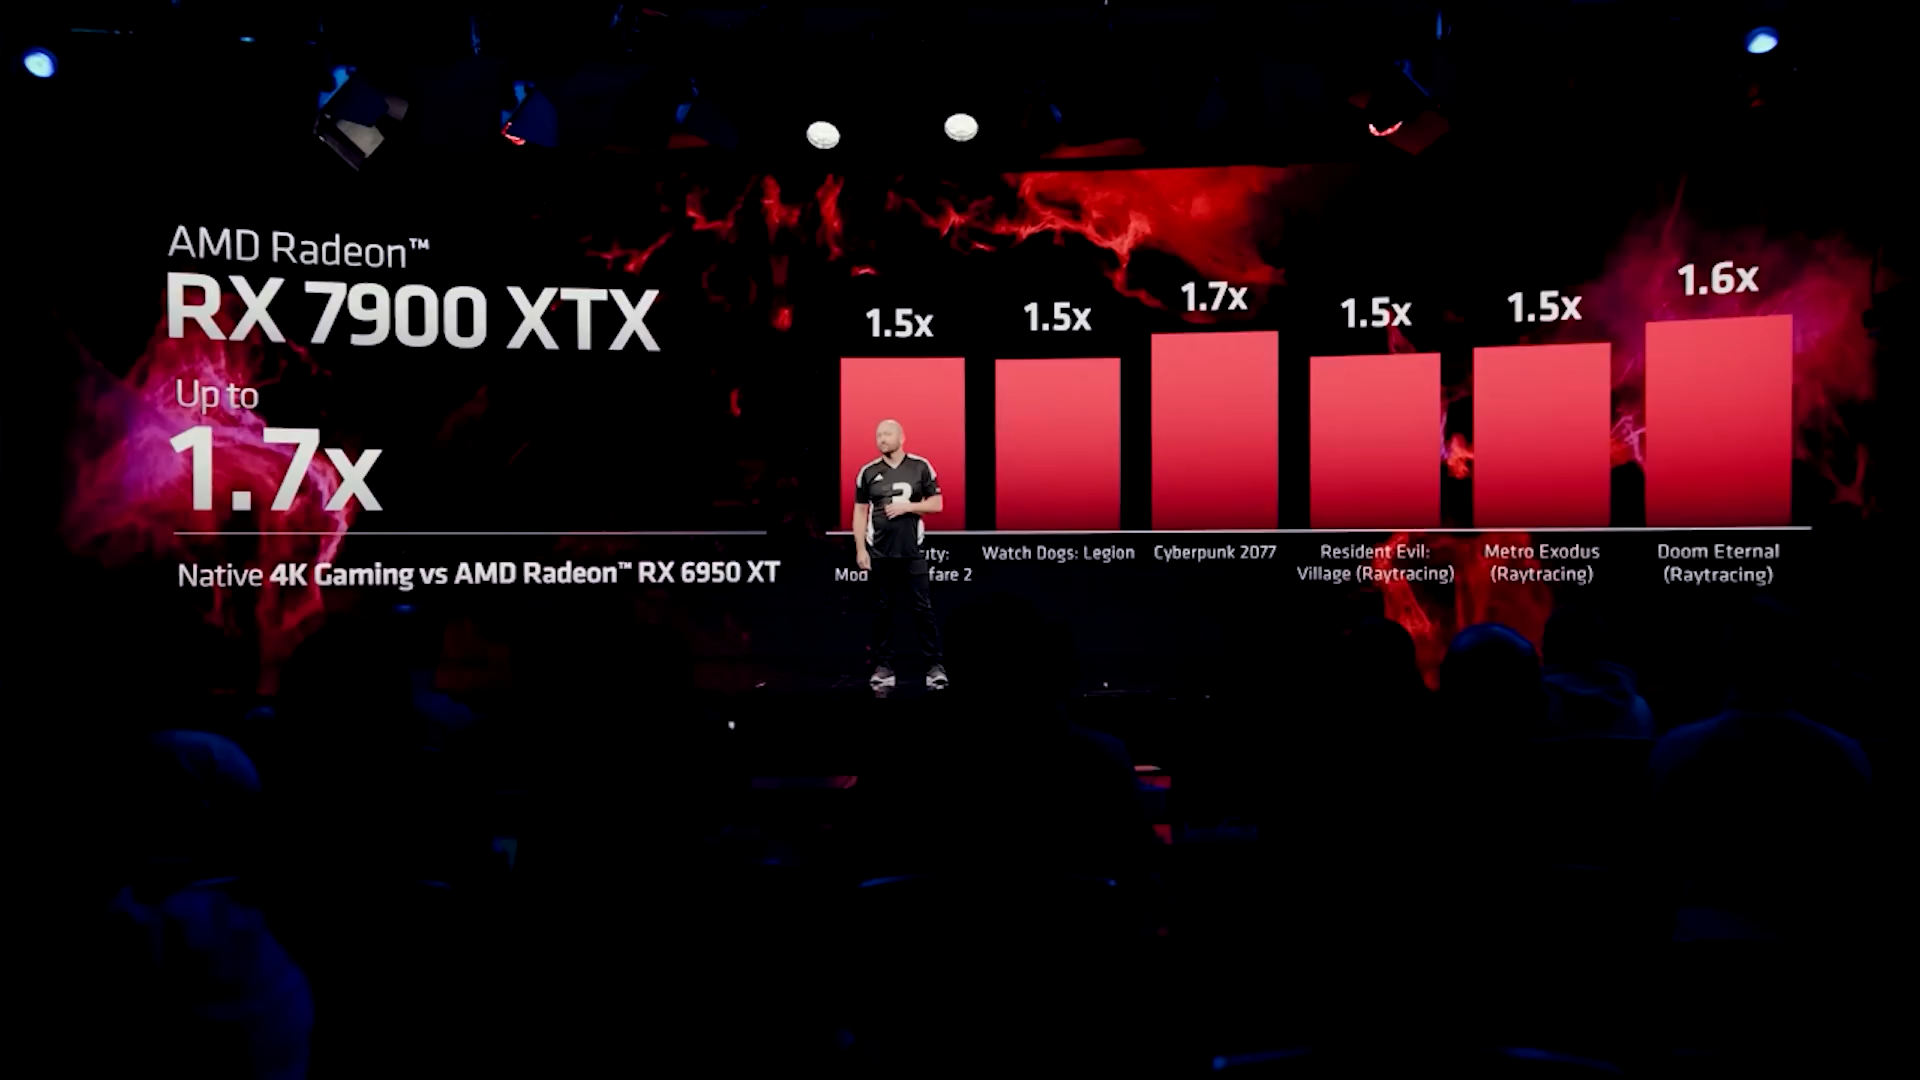 AMD Radeon™
RX 7900 XTX
Up to
1.7x
Native 4K Gaming vs AMD Radeon™ RX 6950 XT
1.5x
1.5x
1.7x
1.5x
1.5x
1.6x
Watch Dogs: Legion
Cyberpunk 2077
Resident Evil:
Village (Raytracing)
Metro Exodus
(Raytracing)
Doom Eternal
(Raytracing)